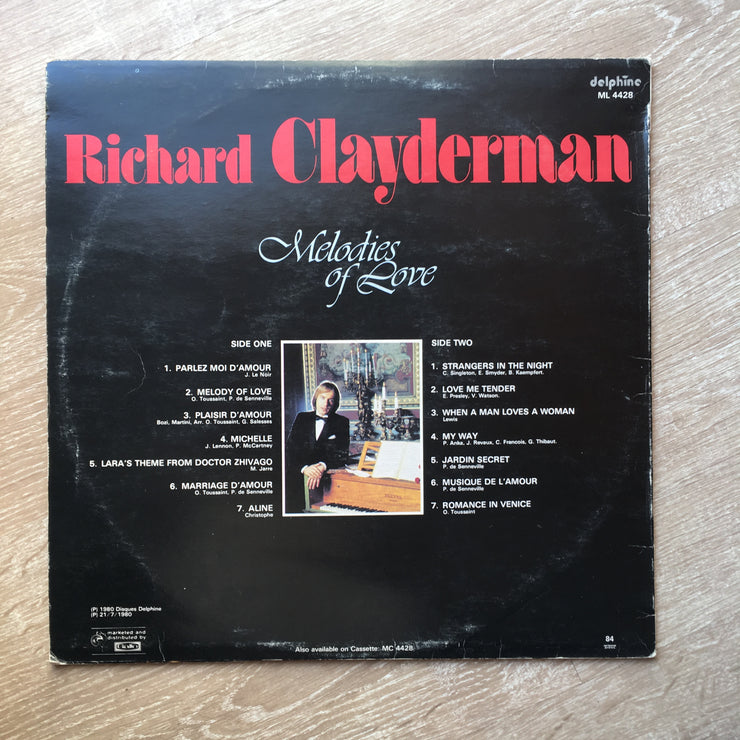 delphine
ML 4428
Richard Clayderman
Melodies
of Love
SIDE ONE
1. PARLEZ MOI D'AMOUR
J. Le Noir
2. MELODY OF LOVE
O. Toussaint, P. de Senneville
3. PLAISIR D'AMOUR
Bozi, Martini, Arr. O. Toussaint, G. Salesses
4. MICHELLE
J. Lennon, P. McCartney
5. LARA'S THEME FROM DOCTOR ZHIVAGO
M. Jarre
6. MARRIAGE D'AMOUR
O. Toussaint, P. de Senneville
7. ALINE
Christophe
SIDE TWO
1. STRANGERS IN THE NIGHT
C. Singleton, E. Smyder, B. Kaempfert.
2. LOVE ME TENDER
E. Presley, V. Watson.
3. WHEN A MAN LOVES A WOMAN
Lewis
4. MY WAY
P. Anka, J. Revaux, C. Francois, G. Thibaut.
5. JARDIN SECRET
P. de Senneville
6. MUSIQUE DE L'AMOUR
P. de Senneville
7. ROMANCE IN VENICE
O. Toussaint
(P) 1980 Disques Delphine
(P) 21/7/1980
marketed and
distributed by
Also available on Cassette: MC 4428
84